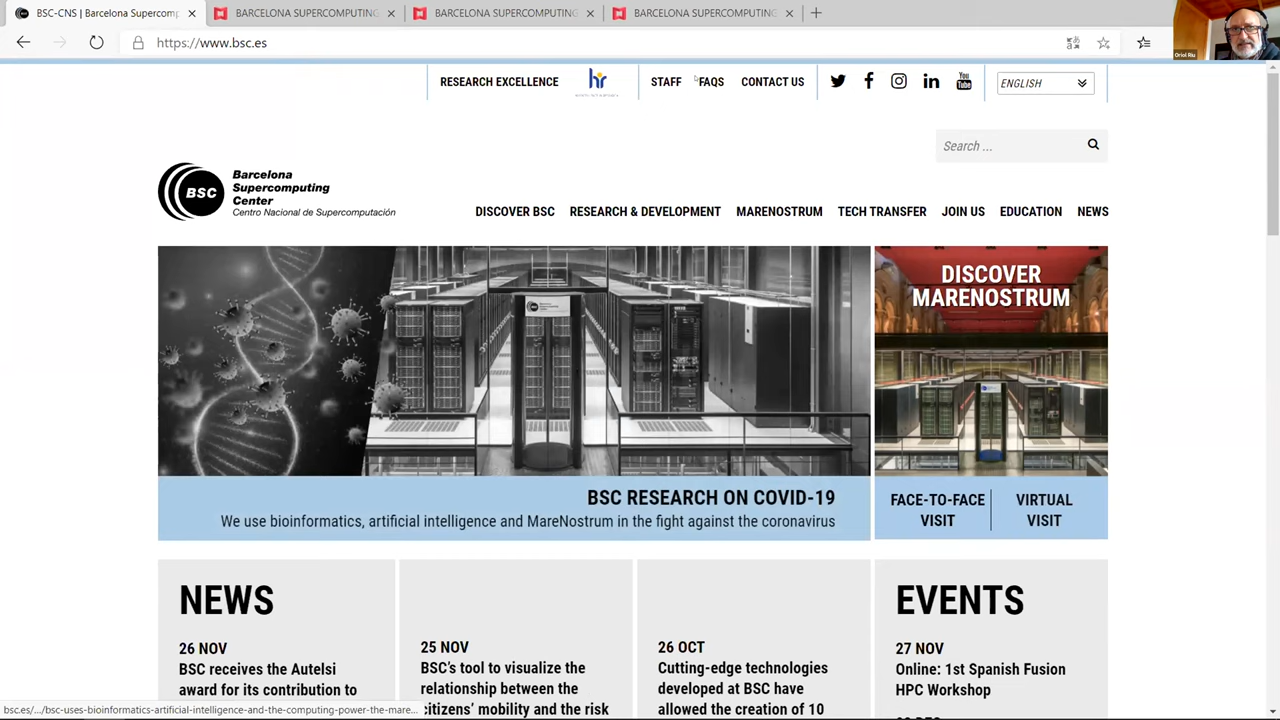 BSC-CNS | Barcelona Supercomp
BARCELONA SUPERCOMPUTING
BARCELONA SUPERCOMPUTING
BARCELONA SUPERCOMPUTING
https://www.bsc.es
Oriol Riu
RESEARCH EXCELLENCE
hr
STAFF
FAQS
CONTACT US
You
Tube
ENGLISH
Search ...
BSC
Barcelona
Supercomputing
Center
Centro Nacional de Supercomputación
DISCOVER BSC
RESEARCH & DEVELOPMENT
MARENOSTRUM
TECH TRANSFER
JOIN US
EDUCATION
NEWS
DISCOVER
MARENOSTRUM
BSC RESEARCH ON COVID-19
We use bioinformatics, artificial intelligence and MareNostrum in the fight against the coronavirus
FACE-TO-FACE
VISIT
VIRTUAL
VISIT
NEWS
26 NOV
BSC receives the Autelsi
award for its contribution to
25 NOV
BSC's tool to visualize the
relationship between the
citizens' mobility and the risk
26 OCT
Cutting-edge technologies
developed at BSC have
allowed the creation of 10
EVENTS
27 NOV
Online: 1st Spanish Fusion
HPC Workshop
bsc.es/.../bsc-uses-bioinformatics-artificial-intelligence-and-the-computing-power-the-mare...